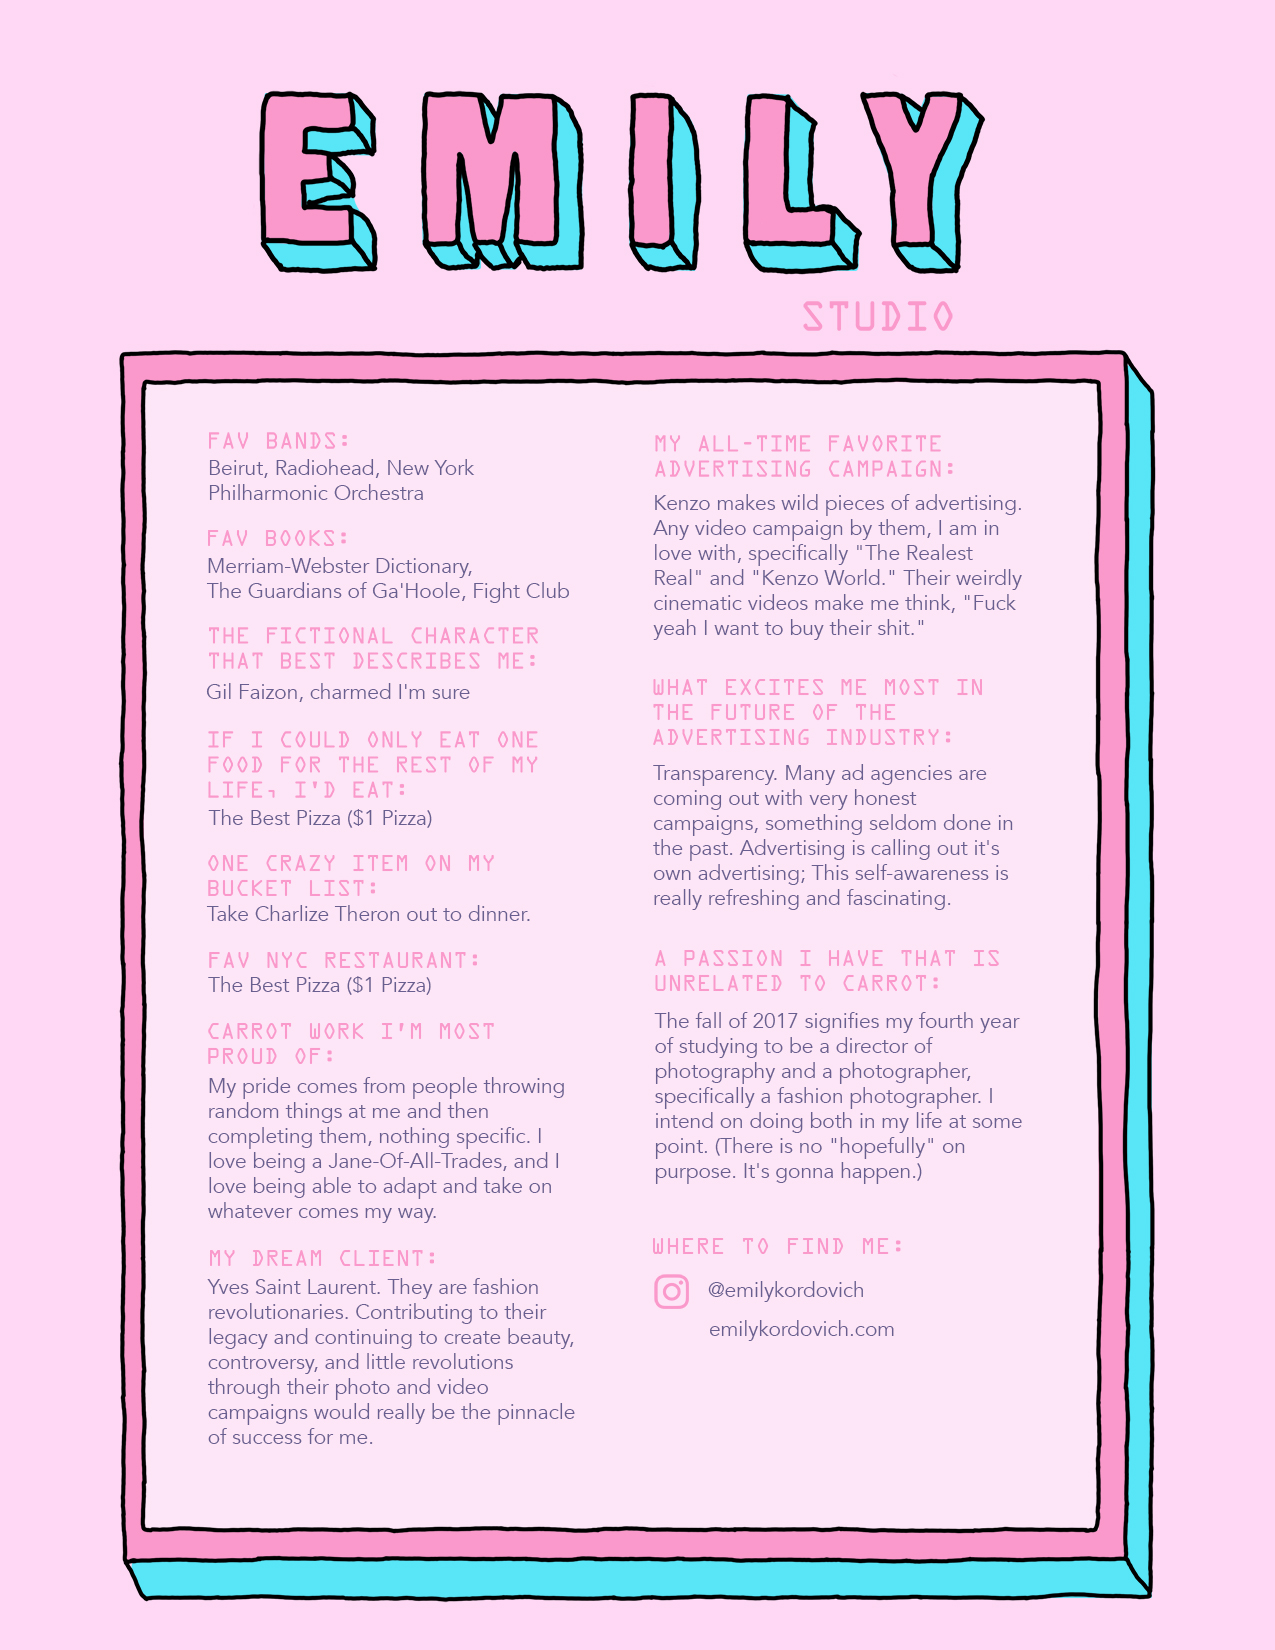 EMILY
STUDIO
FAV BANDS:
Beirut, Radiohead, New York
Philharmonic Orchestra
FAV BOOKS:
Merriam-Webster Dictionary,
The Guardians of Ga'Hoole, Fight Club
THE FICTIONAL CHARACTER
THAT BEST DESCRIBES ME:
Gil Faizon, charmed I'm sure
IF I COULD ONLY EAT ONE
FOOD FOR THE REST OF MY
LIFE, I'D EAT:
The Best Pizza ($1 Pizza)
ONE CRAZY ITEM ON MY
BUCKET LIST:
Take Charlize Theron out to dinner.
FAV NYC RESTAURANT:
The Best Pizza ($1 Pizza)
CARROT WORK I'M MOST
PROUD OF:
My pride comes from people throwing
random things at me and then
completing them, nothing specific. I
love being a Jane-Of-All-Trades, and I
love being able to adapt and take on
whatever comes my way.
MY DREAM CLIENT:
Yves Saint Laurent. They are fashion
revolutionaries. Contributing to their
legacy and continuing to create beauty,
controversy, and little revolutions
through their photo and video
campaigns would really be the pinnacle
of success for me.
MY ALL-TIME FAVORITE
ADVERTISING CAMPAIGN:
Kenzo makes wild pieces of advertising.
Any video campaign by them, I am in
love with, specifically "The Realest
Real" and "Kenzo World." Their weirdly
cinematic videos make me think, "Fuck
yeah I want to buy their shit."
WHAT EXCITES ME MOST IN
THE FUTURE OF THE
ADVERTISING INDUSTRY:
Transparency. Many ad agencies are
coming out with very honest
campaigns, something seldom done in
the past. Advertising is calling out it's
own advertising; This self-awareness is
really refreshing and fascinating.
A PASSION I HAVE THAT IS
UNRELATED TO CARROT:
The fall of 2017 signifies my fourth year
of studying to be a director of
photography and a photographer,
specifically a fashion photographer. I
intend on doing both in my life at some
point. (There is no "hopefully" on
purpose. It's gonna happen.)
WHERE TO FIND ME:
@emilykordovich
emilykordovich.com